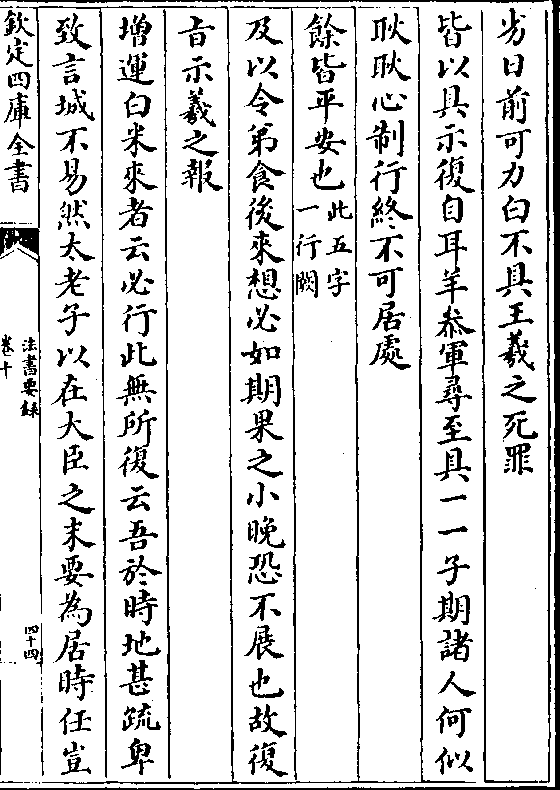 劣日前可力白不具王羲之死罪
皆以具示復自耳羊叅軍尋至具一一子期諸人何似
耿耿心制行終不可居處
餘皆平安也此五字一行闕
及以令弟食後來想必如期果之小晚恐不展也故復
旨示羲之報
增運白米來者云必行此無所復云吾於時地甚疏卑
致言城不易然太老子以在大臣之末要為居時任豈
欽定四庫全書
法書要録
卷十
四十四